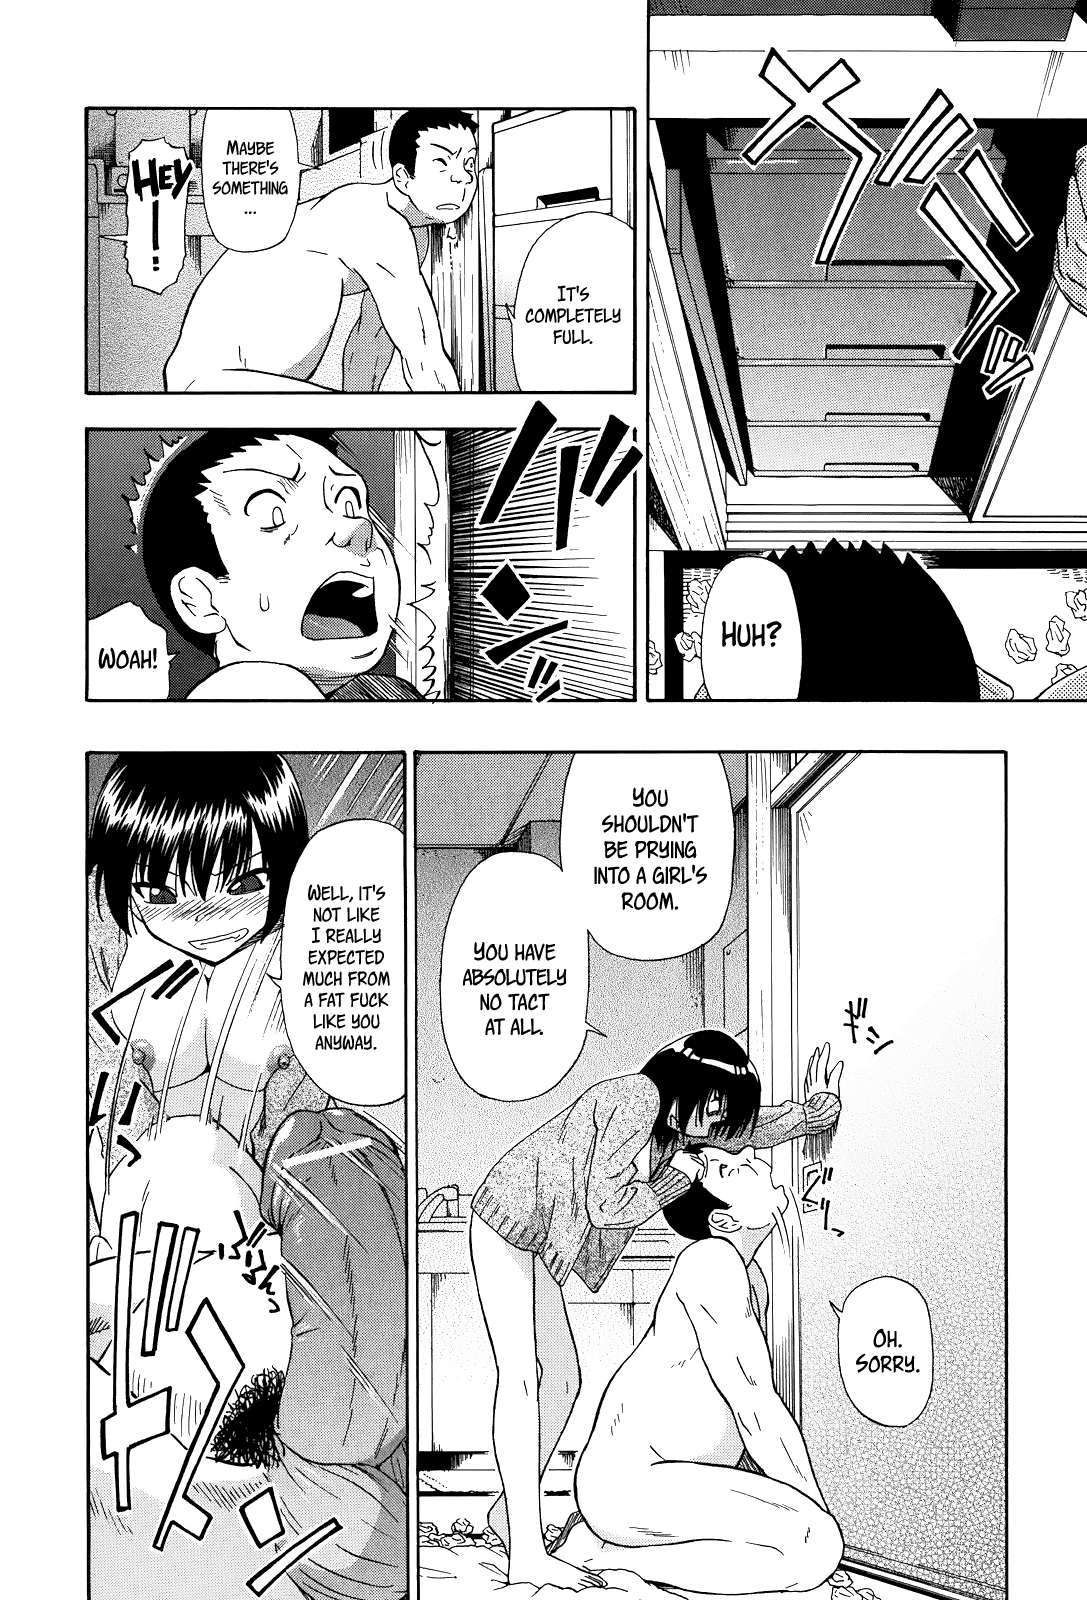 HUH?
IT'S
COMPLETELY
FULL.
MAYBE
THERE'S
SOMETHING
...
HEY
!
WOAH!
YOU
SHOULDN'T
BE PRYING
INTO A GIRL'S
ROOM.
YOU HAVE
ABSOLUTELY
NO TACT
AT ALL.
OH.
SORRY.
WELL, IT'S
NOT LIKE
I REALLY
EXPECTED
MUCH FROM
A FAT FUCK
LIKE YOU
ANYWAY.